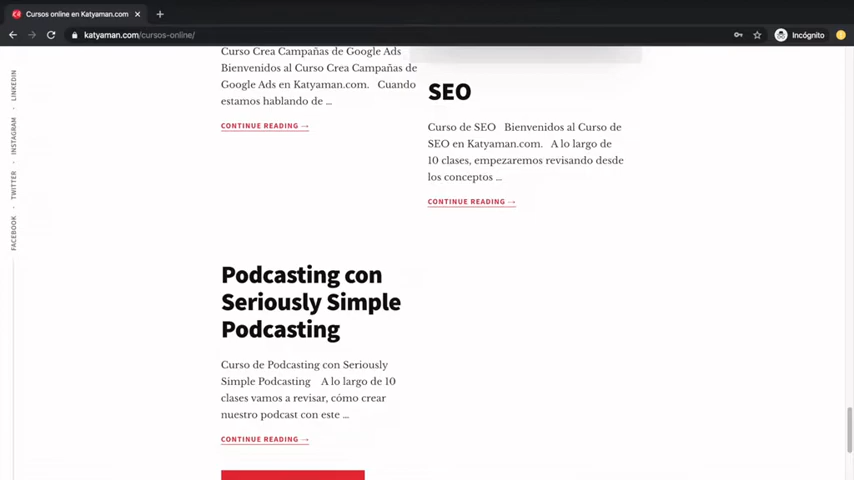 Cursos online en Katyaman.com
katyaman.com/cursos-online/
Incógnito
LINKEDIN
INSTAGRAM
TWITTER
FACEBOOK
Curso Crea Campañas de Google Ads
Bienvenidos al Curso Crea Campañas de
Google Ads en Katyaman.com. Cuando
estamos hablando de ...
CONTINUE READING →
SEO
Curso de SEO Bienvenidos al Curso de
SEO en Katyaman.com. A lo largo de
10 clases, empezaremos revisando desde
los conceptos ...
CONTINUE READING →
Podcasting con
Seriously Simple
Podcasting
Curso de Podcasting con Seriously
Simple Podcasting A lo largo de 10
clases vamos a revisar, cómo crear
nuestro podcast con este ...
CONTINUE READING →